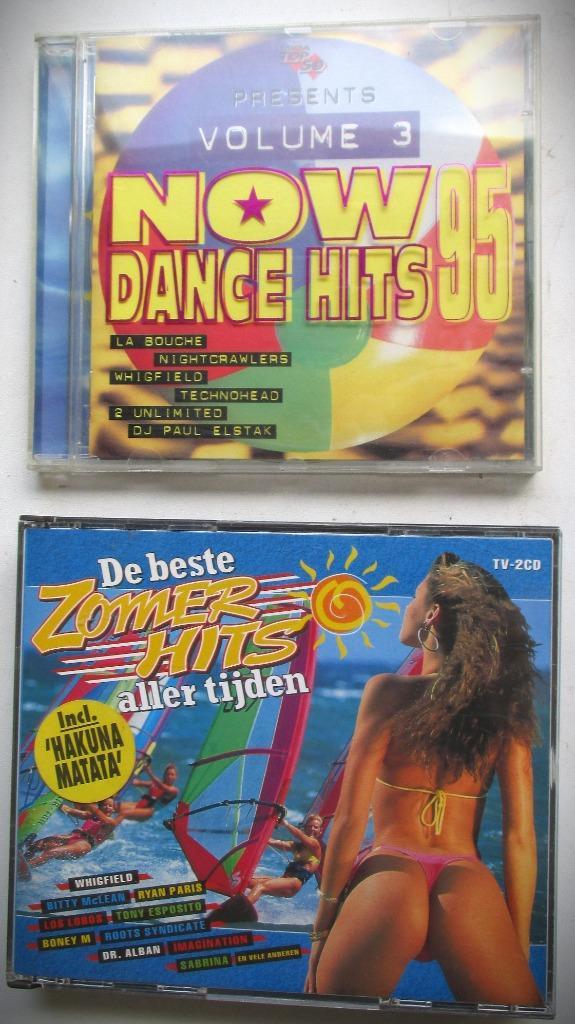 TOP 50
PRESENTS
VOLUME 3
NOW 95
DANCE HITS
LA BOUCHE
NIGHTCRAWLERS
WHIGFIELD
TECHNOHEAD
2 UNLIMITED
DJ PAUL ELSTAK
TV-2CD
De beste
ZOMER
HITS
aller tijden
Incl.
'HAKUNA
MATATA'
WHIGFIELD
BITTY McLEAN RYAN PARIS
LOS LOBOS TONY ESPOSITO
BONEY M ROOTS SYNDICATE
DR. ALBAN IMAGINATION
SABRINA EN VELE ANDEREN